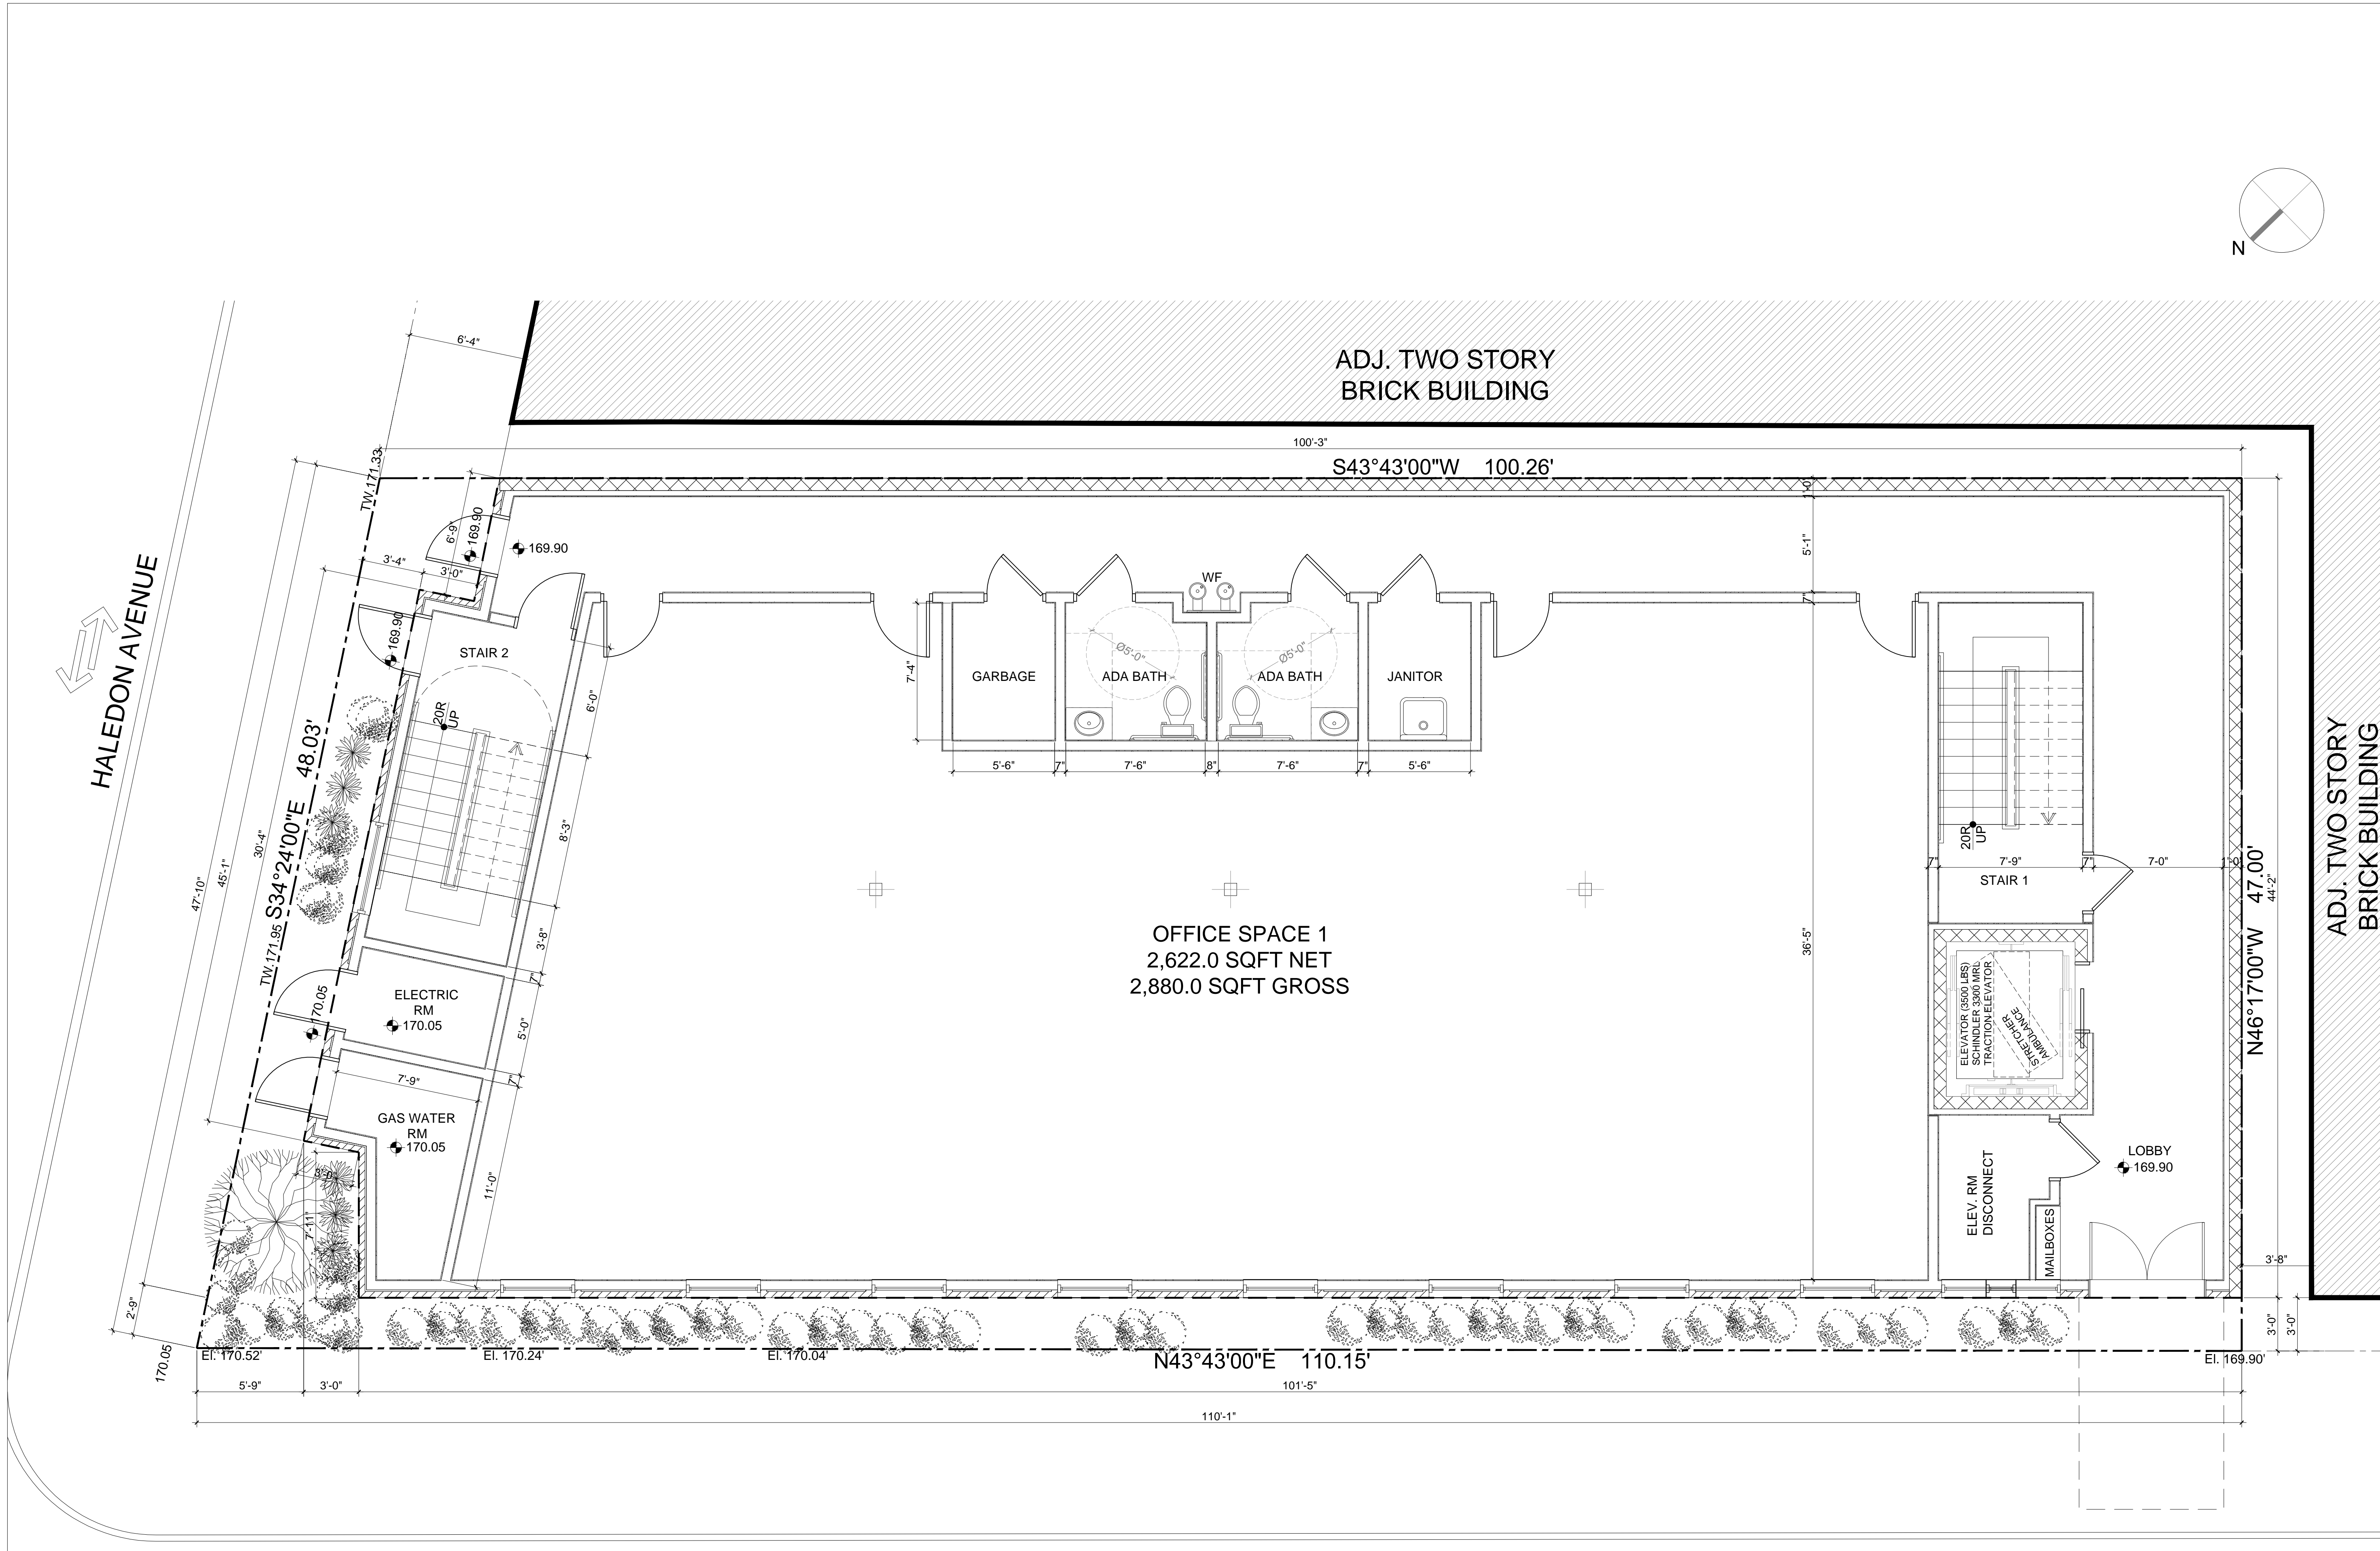 N
6'-4"
ADJ. TWO STORY
BRICK BUILDING
100'-3"
S43°43'00"W 100.26'
TW.171.33
1'-0"
6'-9"
169.90
169.90
5'-1"
HALEDON AVENUE
3'-4"
3'-0"
WF
7"
169.90
STAIR 2
Ø5'-0"
Ø5'-0"
7'-4"
GARBAGE
ADA BATH
ADA BATH
JANITOR
6'-0"
20R
UP
5'-6"
7"
7'-6"
8"
7'-6"
7"
5'-6"
ADJ. TWO STORY
BRICK BUILDING
S34°24'00"E 48.03'
30'-4"
45'-1"
47'-10"
8'-3"
20R
UP
7"
7'-9"
7"
7'-0"
1'-0"
STAIR 1
N46°17'00"W 47.00'
44'-2"
TW.171.95
3'-8"
7"
OFFICE SPACE 1
2,622.0 SQFT NET
2,880.0 SQFT GROSS
36'-5"
ELECTRIC
RM
170.05
170.05
5'-0"
7"
ELEVATOR (3500 LBS)
SCHINDLER 3300 MRL
TRACTION ELEVATOR
AMBULANCE
STRETCHER
7'-9"
GAS WATER
RM
170.05
11'-0"
LOBBY
169.90
ELEV. RM
DISCONNECT
MAILBOXES
3'-0"
7'-11"
3'-8"
2'-9"
3'-0"
3'-0"
170.05
El. 170.52'
El. 170.24'
El. 170.04'
N43°43'00"E 110.15'
El. 169.90'
5'-9"
3'-0"
101'-5"
110'-1"